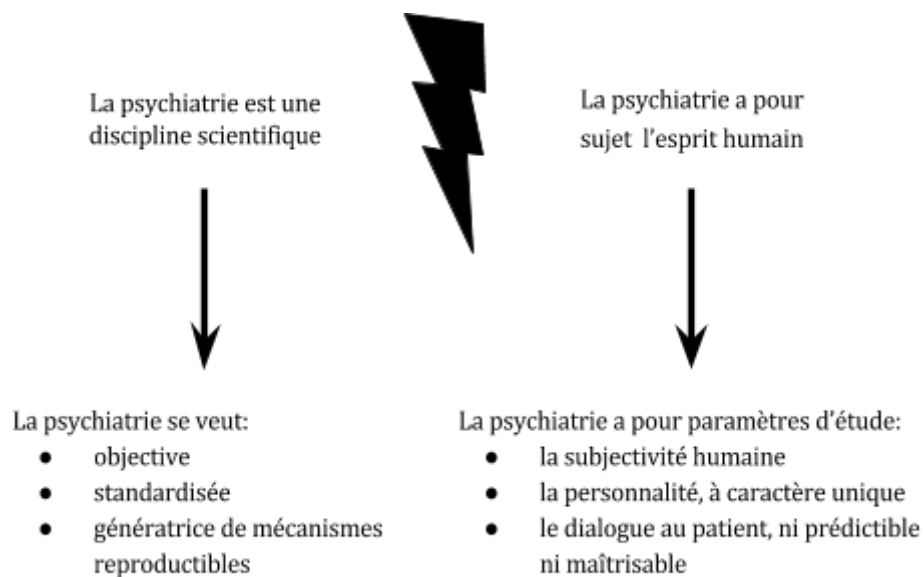 La psychiatrie est une
discipline scientifique
La psychiatrie a pour
sujet l'esprit humain
La psychiatrie se veut:
● objective
● standardisée
● génératrice de mécanismes
reproductibles
La psychiatrie a pour paramètres d'étude:
● la subjectivité humaine
● la personnalité, à caractère unique
● le dialogue au patient, ni prédictible
ni maîtrisable